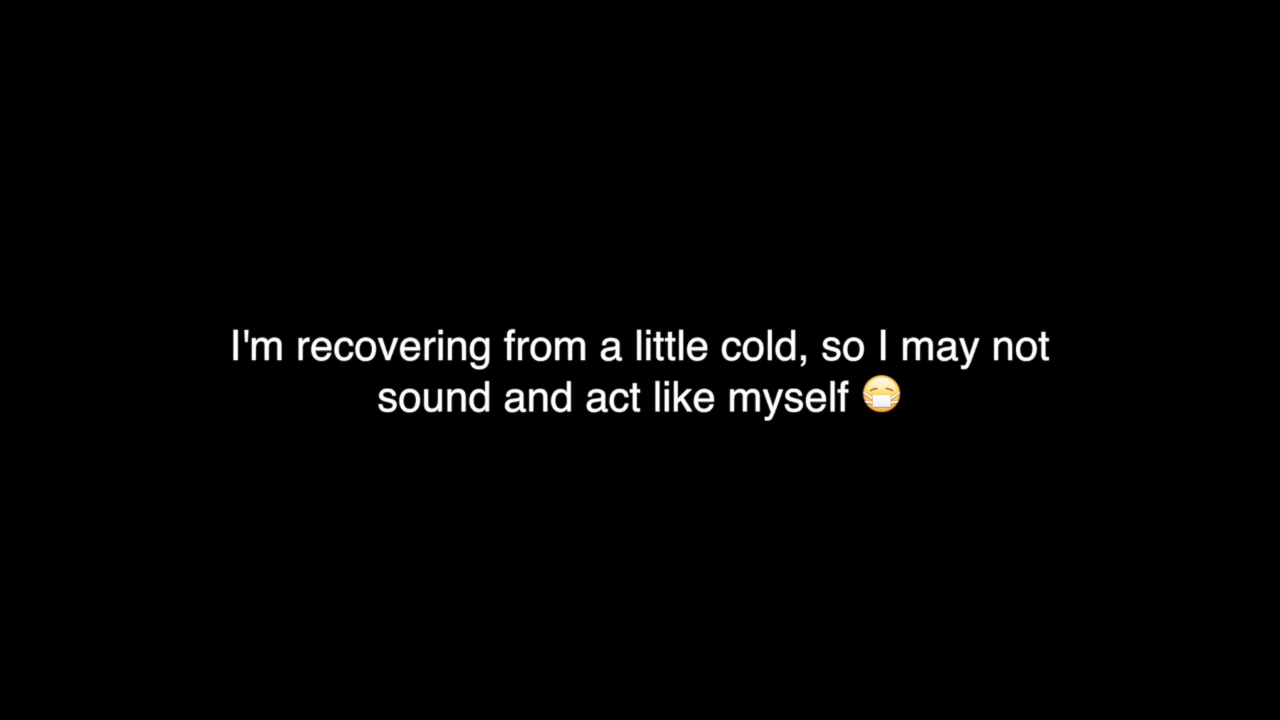 I'm recovering from a little cold, so I may not
sound and act like myself 😷